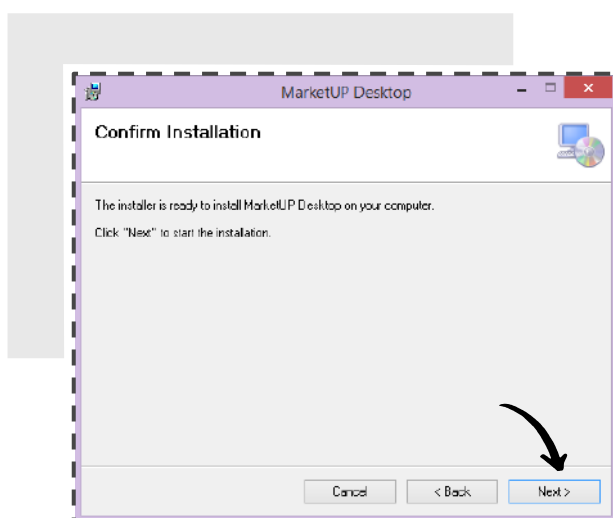 MarketUP Desktop
Confirm Installation
The installer is ready to install MarketUP Desktop on your computer.
Click "Next" to start the installation.
Cancel
< Back
Next >